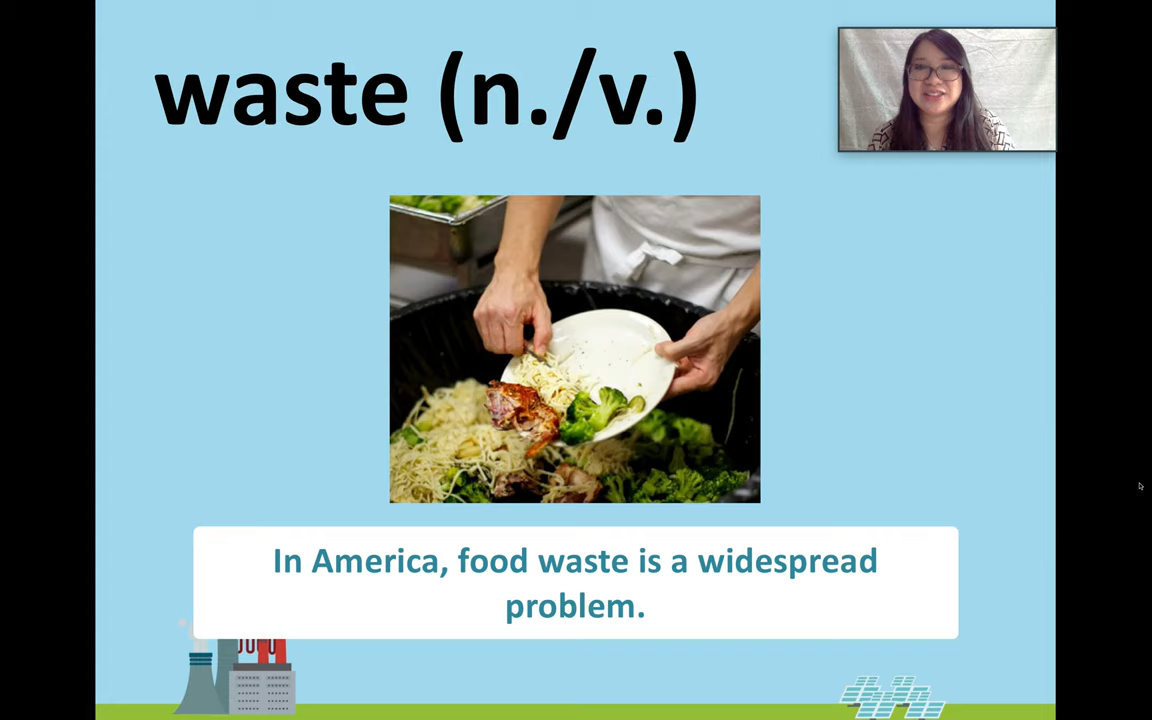 waste (n./v.)
In America, food waste is a widespread
problem.